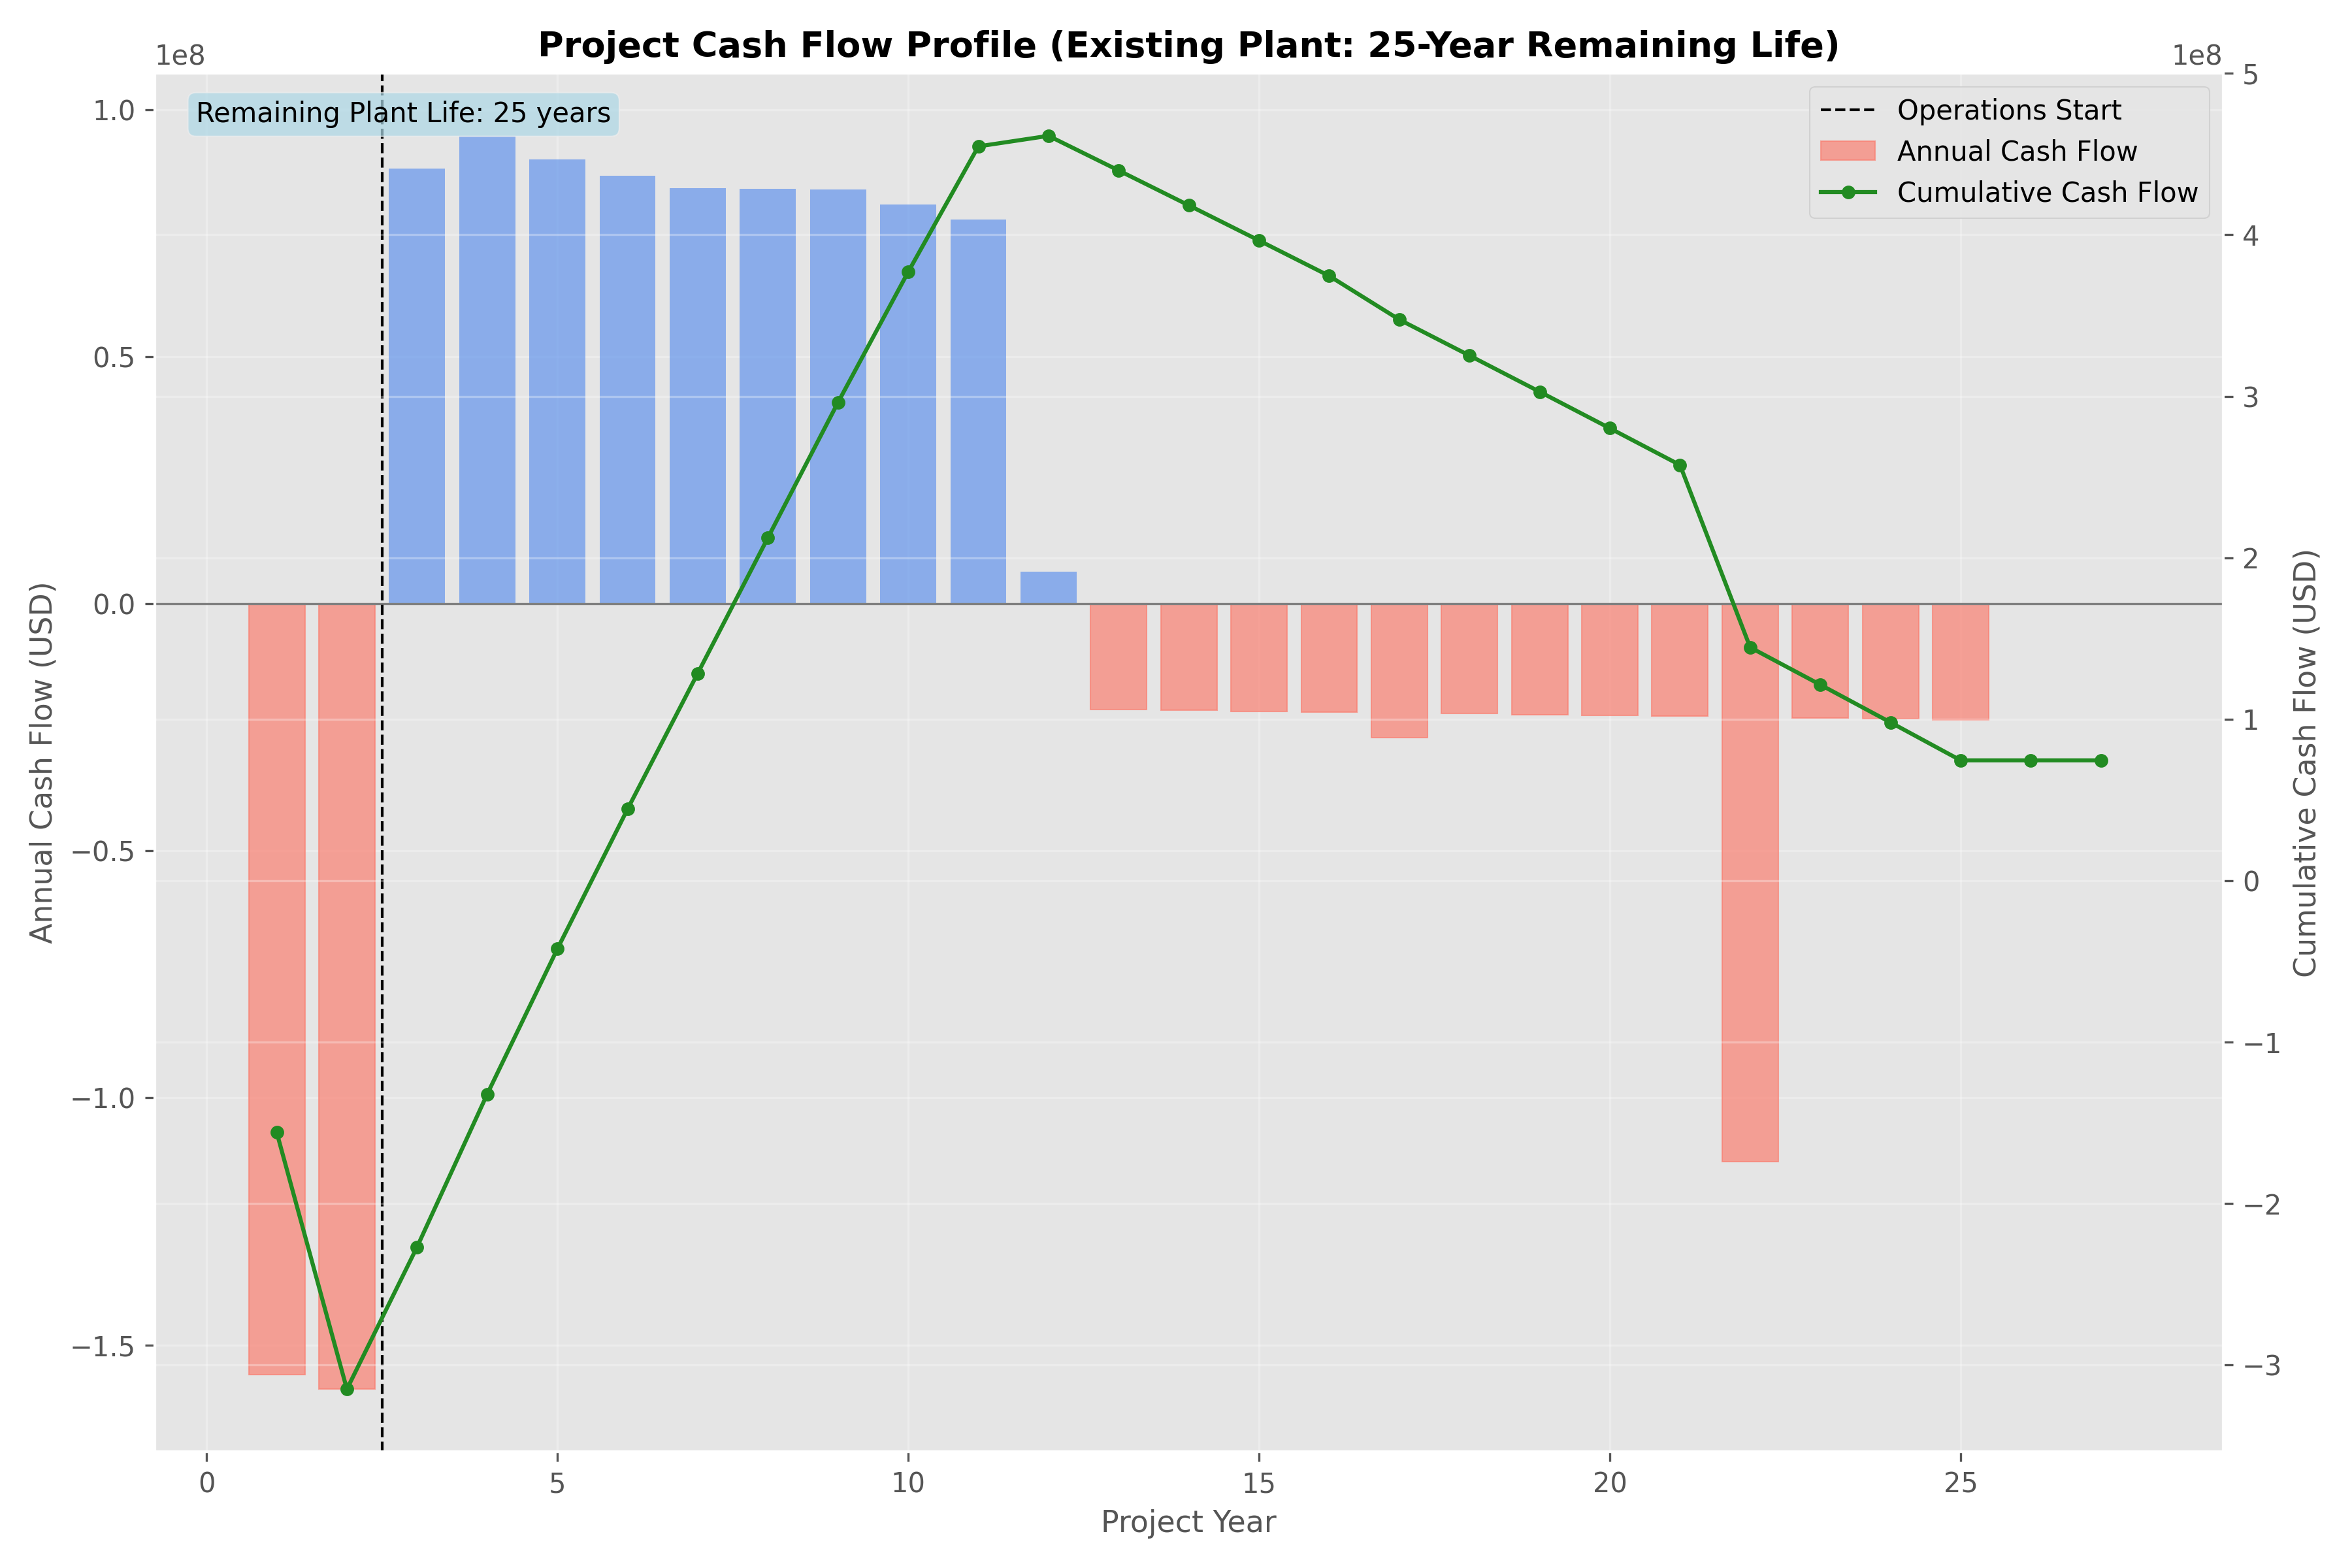 Project Cash Flow Profile (Existing Plant: 25-Year Remaining Life)
1e8
1e8
Remaining Plant Life: 25 years
Operations Start
Annual Cash Flow
Cumulative Cash Flow
Annual Cash Flow (USD)
1.0
0.5
0.0
−0.5
−1.0
−1.5
5
4
3
2
1
0
−1
−2
−3
Cumulative Cash Flow (USD)
0
5
10
15
20
25
Project Year